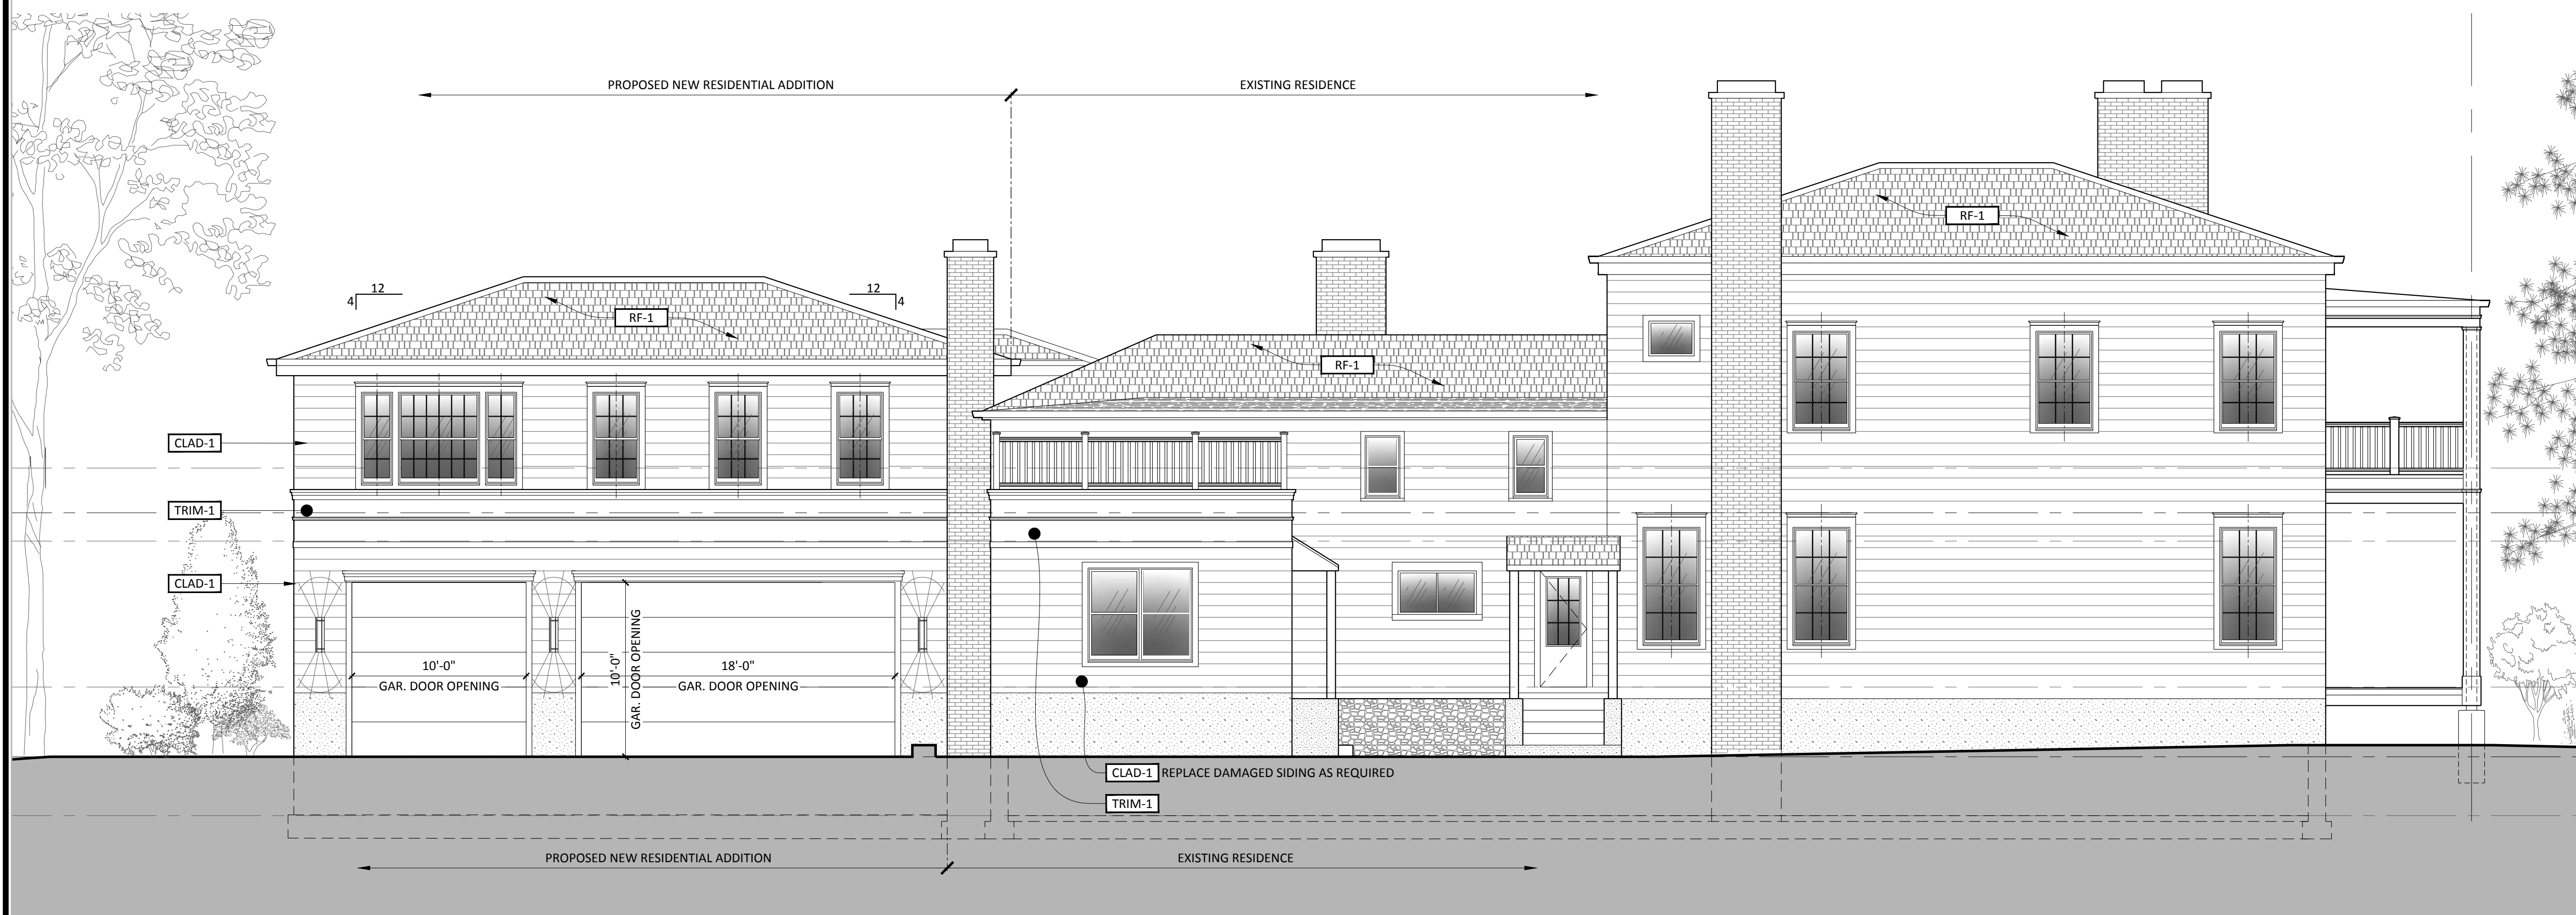 PROPOSED NEW RESIDENTIAL ADDITION
EXISTING RESIDENCE
RF-1
12
4
12
4
RF-1
RF-1
CLAD-1
TRIM-1
CLAD-1
10'-0"
GAR. DOOR OPENING
10'-0"
GAR. DOOR OPENING
18'-0"
GAR. DOOR OPENING
CLAD-1 REPLACE DAMAGED SIDING AS REQUIRED
TRIM-1
PROPOSED NEW RESIDENTIAL ADDITION
EXISTING RESIDENCE